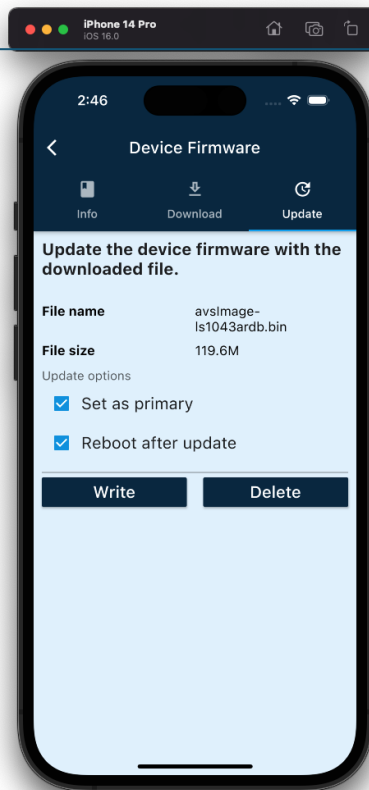 iPhone 14 Pro
iOS 16.0
2:46
Device Firmware
Info
Download
Update
Update the device firmware with the
downloaded file.
File name
avsImage-
ls1043ardb.bin
File size
119.6M
Update options
Set as primary
Reboot after update
Write
Delete